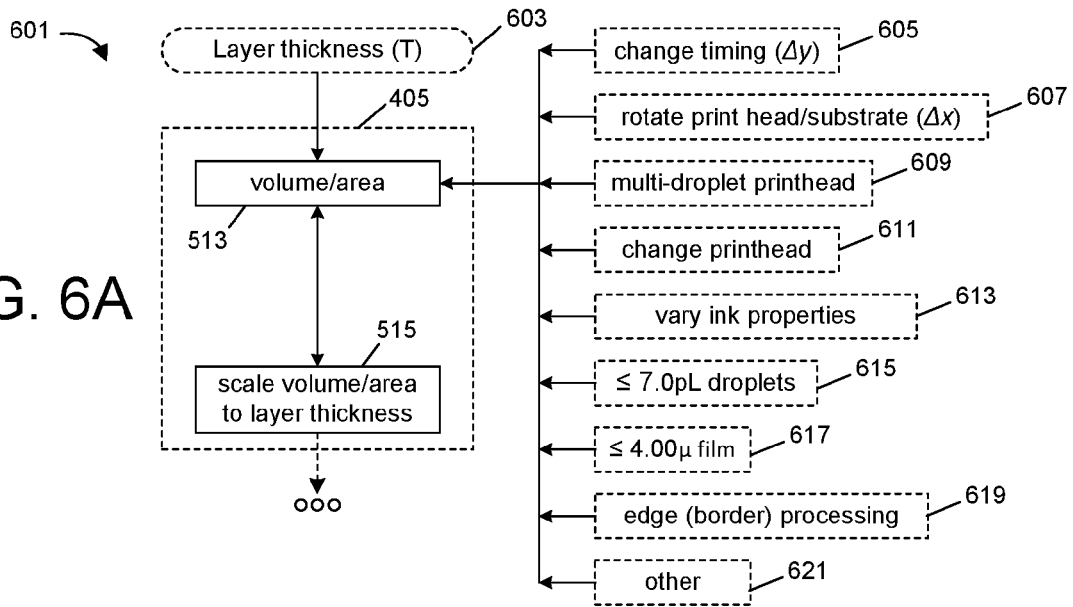 601
Layer thickness (T)
603
405
volume/area
513
G. 6A
515
scale volume/area
to layer thickness
change timing (Δy)
605
rotate print head/substrate (Δx)
607
multi-droplet printhead
609
change printhead
611
vary ink properties
613
≤ 7.0pL droplets
615
≤ 4.00µ film
617
edge (border) processing
619
other
621